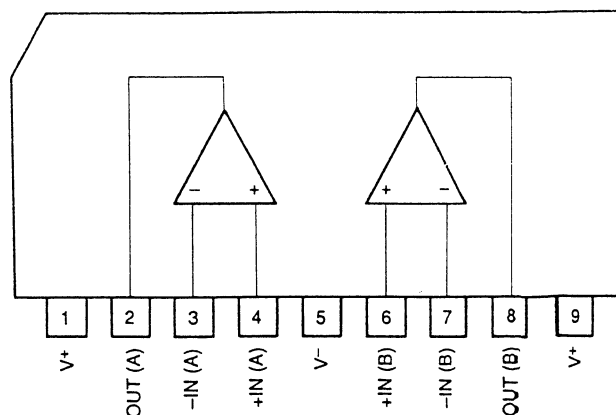 − + + −
1 2 3 4 5 6 7 8 9
V+
OUT (A)
−IN (A)
+IN (A)
V−
+IN (B)
−IN (B)
OUT (B)
V+